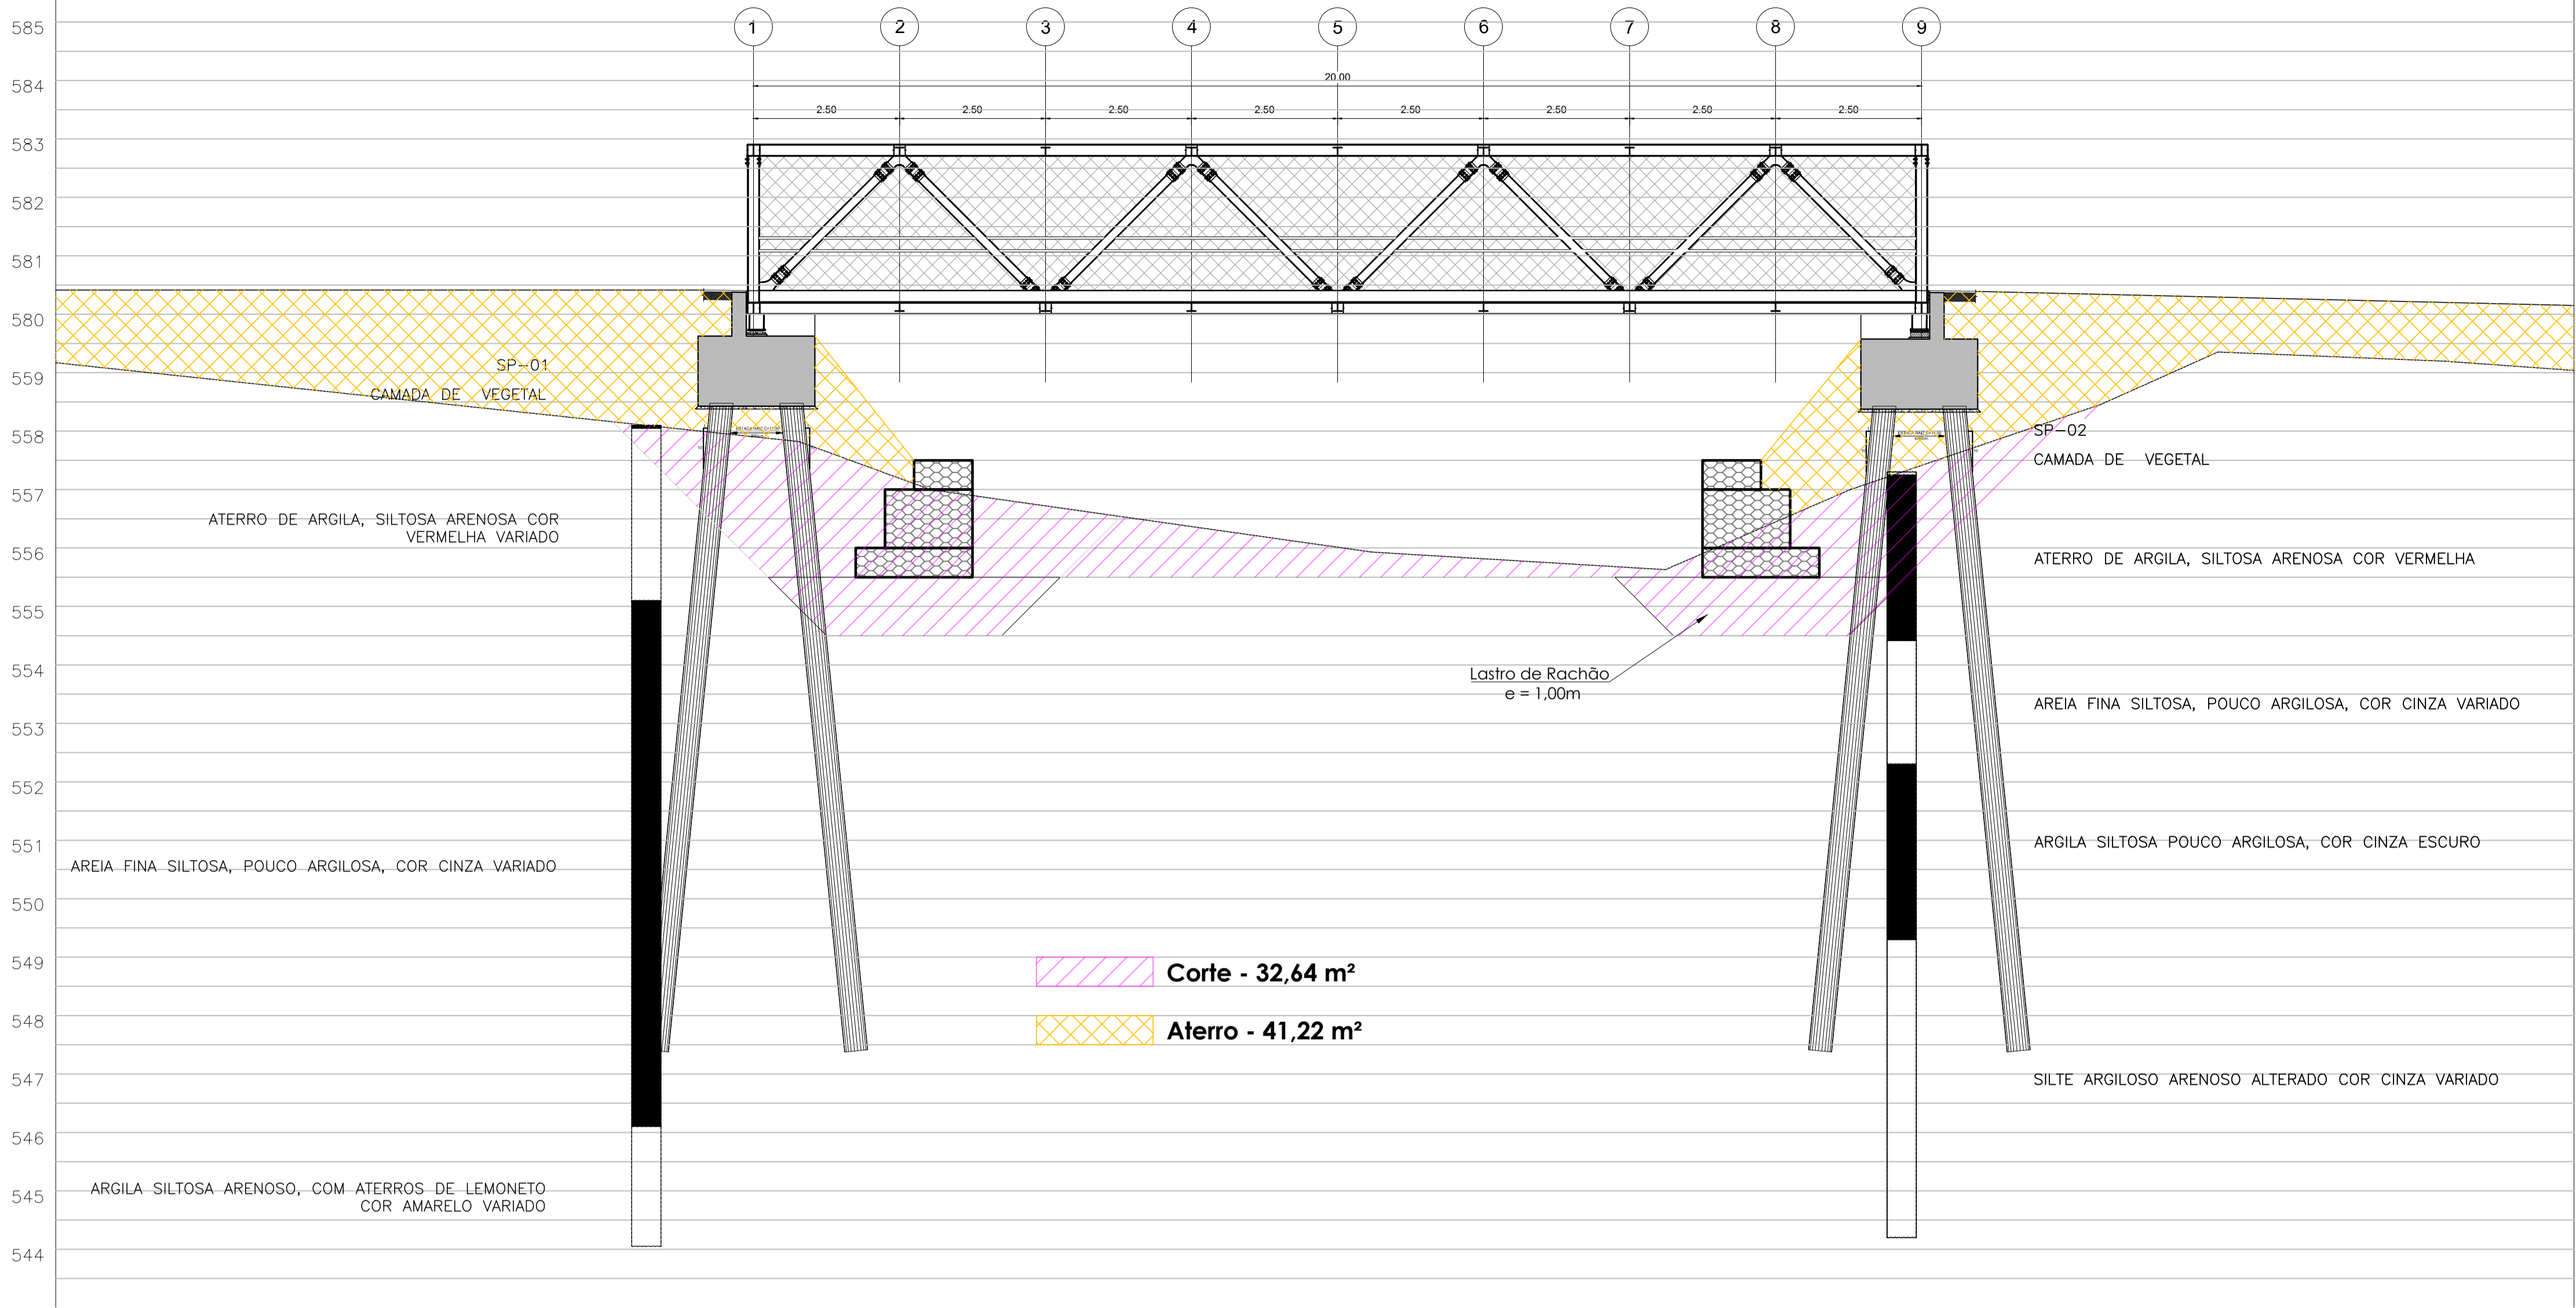 1 2 3 4 5 6 7 8 9
585
584
583
582
581
580
559
558
557
556
555
554
553
552
551
550
549
548
547
546
545
544
20.00
2.50 2.50 2.50 2.50 2.50 2.50 2.50 2.50
SP-01
CAMADA DE VEGETAL
ATERRO DE ARGILA, SILTOSA ARENOSA COR
VERMELHA VARIADO
AREIA FINA SILTOSA, POUCO ARGILOSA, COR CINZA VARIADO
ARGILA SILTOSA ARENOSO, COM ATERROS DE LEMONETO
COR AMARELO VARIADO
Lastro de Rachão
e = 1,00m
Corte - 32,64 m²
Aterro - 41,22 m²
SP-02
CAMADA DE VEGETAL
ATERRO DE ARGILA, SILTOSA ARENOSA COR VERMELHA
AREIA FINA SILTOSA, POUCO ARGILOSA, COR CINZA VARIADO
ARGILA SILTOSA POUCO ARGILOSA, COR CINZA ESCURO
SILTE ARGILOSO ARENOSO ALTERADO COR CINZA VARIADO